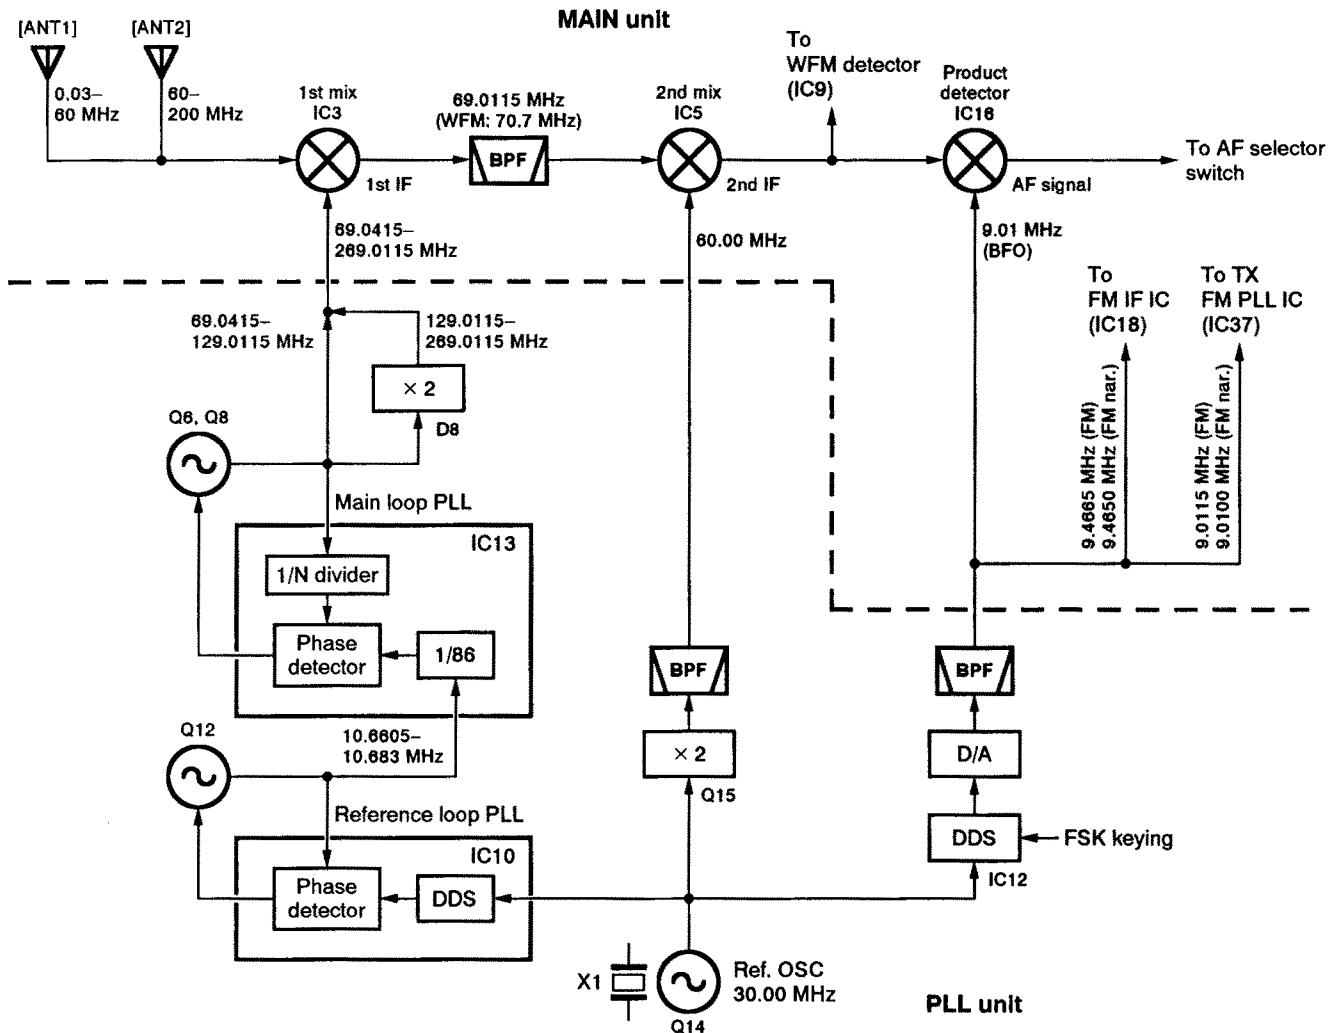 MAIN unit
[ANT1]
[ANT2]
0.03–
60 MHz
60–
200 MHz
1st mix
IC3
1st IF
69.0115 MHz
(WFM: 70.7 MHz)
BPF
2nd mix
IC5
2nd IF
To
WFM detector
(IC9)
Product
detector
IC16
AF signal
To AF selector
switch
69.0415–
269.0115 MHz
60.00 MHz
9.01 MHz
(BFO)
To
FM IF IC
(IC18)
To TX
FM PLL IC
(IC37)
69.0415–
129.0115 MHz
129.0115–
269.0115 MHz
× 2
D8
Q6, Q8
9.4665 MHz (FM)
9.4650 MHz (FM nar.)
9.0115 MHz (FM)
9.0100 MHz (FM nar.)
Main loop PLL
IC13
1/N divider
Phase
detector
1/86
Q12
10.6605–
10.683 MHz
Reference loop PLL
IC10
Phase
detector
DDS
BPF
× 2
Q15
BPF
D/A
DDS
FSK keying
IC12
X1
Ref. OSC
30.00 MHz
Q14
PLL unit